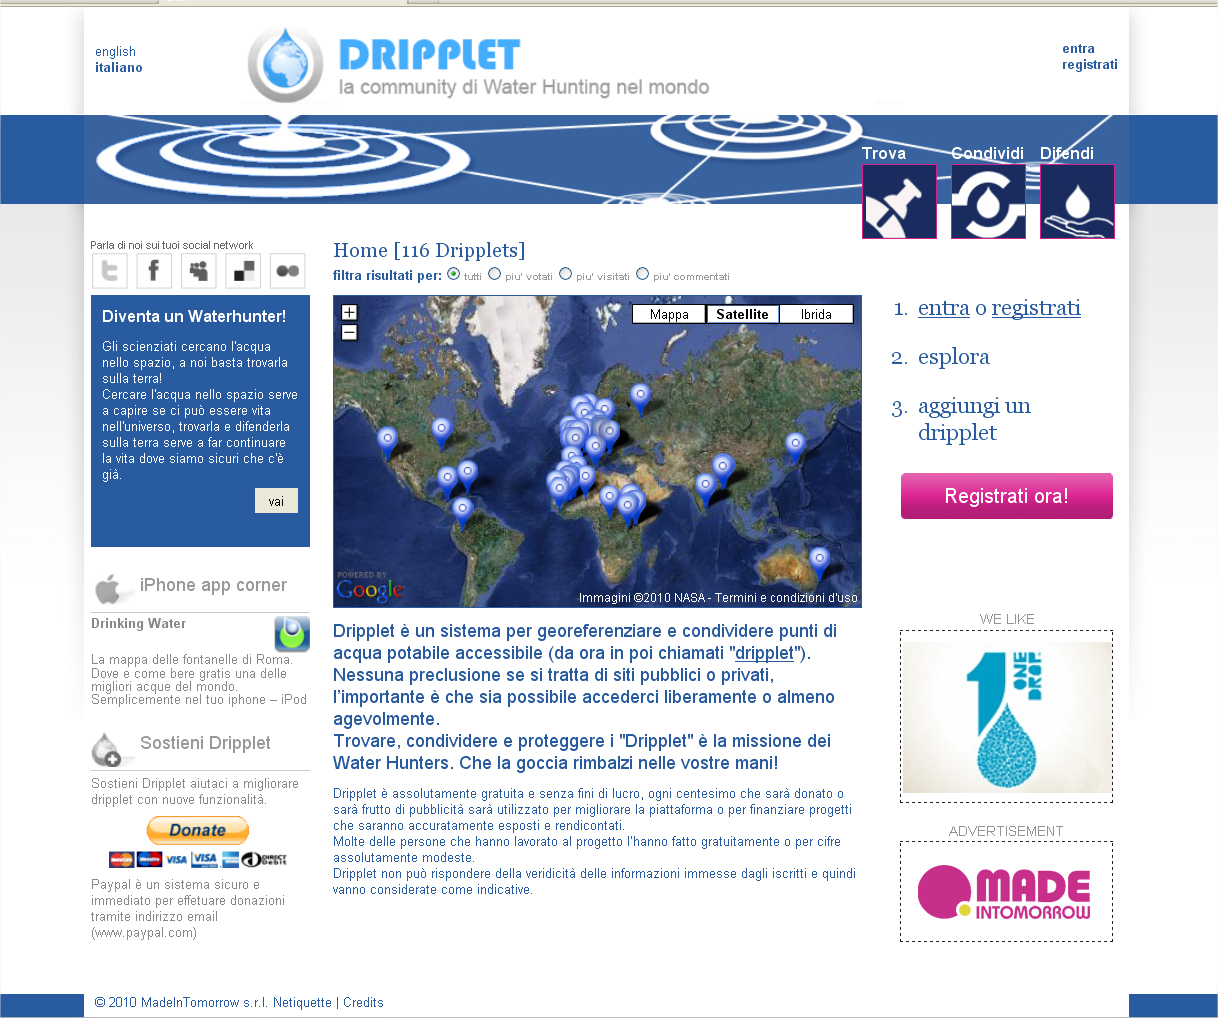 english
italiano
DRIPPLET
la community di Water Hunting nel mondo
entra
registrati
Trova
Condividi
Difendi
Parla di noi sui tuoi social network
Diventa un Waterhunter!
Gli scienziati cercano l'acqua
nello spazio, a noi basta trovarla
sulla terra!
Cercare l'acqua nello spazio serve
a capire se ci può essere vita
nell'universo, trovarla e difenderla
sulla terra serve a far continuare
la vita dove siamo sicuri che c'è
già.
vai
iPhone app corner
Drinking Water
La mappa delle fontanelle di Roma.
Dove e come bere gratis una delle
migliori acque del mondo.
Semplicemente nel tuo iphone – iPod
Sostieni Dripplet
Sostieni Dripplet aiutaci a migliorare
dripplet con nuove funzionalità.
Donate
VISA
VISA
DIRECT
Debit
Paypal è un sistema sicuro e
immediato per effetuare donazioni
tramite indirizzo email
(www.paypal.com)
Home [116 Dripplets]
filtra risultati per: tutti piu' votati piu' visitati piu' commentati
+
−
Mappa
Satellite
Ibrida
POWERED BY
Google
Immagini ©2010 NASA - Termini e condizioni d'uso
Dripplet è un sistema per georeferenziare e condividere punti di
acqua potabile accessibile (da ora in poi chiamati "dripplet").
Nessuna preclusione se si tratta di siti pubblici o privati,
l'importante è che sia possibile accederci liberamente o almeno
agevolmente.
Trovare, condividere e proteggere i "Dripplet" è la missione dei
Water Hunters. Che la goccia rimbalzi nelle vostre mani!
Dripplet è assolutamente gratuita e senza fini di lucro, ogni centesimo che sarà donato o
sarà frutto di pubblicità sarà utilizzato per migliorare la piattaforma o per finanziare progetti
che saranno accuratamente esposti e rendicontati.
Molte delle persone che hanno lavorato al progetto l'hanno fatto gratuitamente o per cifre
assolutamente modeste.
Dripplet non può rispondere della veridicità delle informazioni immesse dagli iscritti e quindi
vanno considerate come indicative.
1. entra o registrati
2. esplora
3. aggiungi un
dripplet
Registrati ora!
WE LIKE
1
ONE
DROP
ADVERTISEMENT
MADE
INTOMORROW
© 2010 MadeInTomorrow s.r.l. Netiquette | Credits